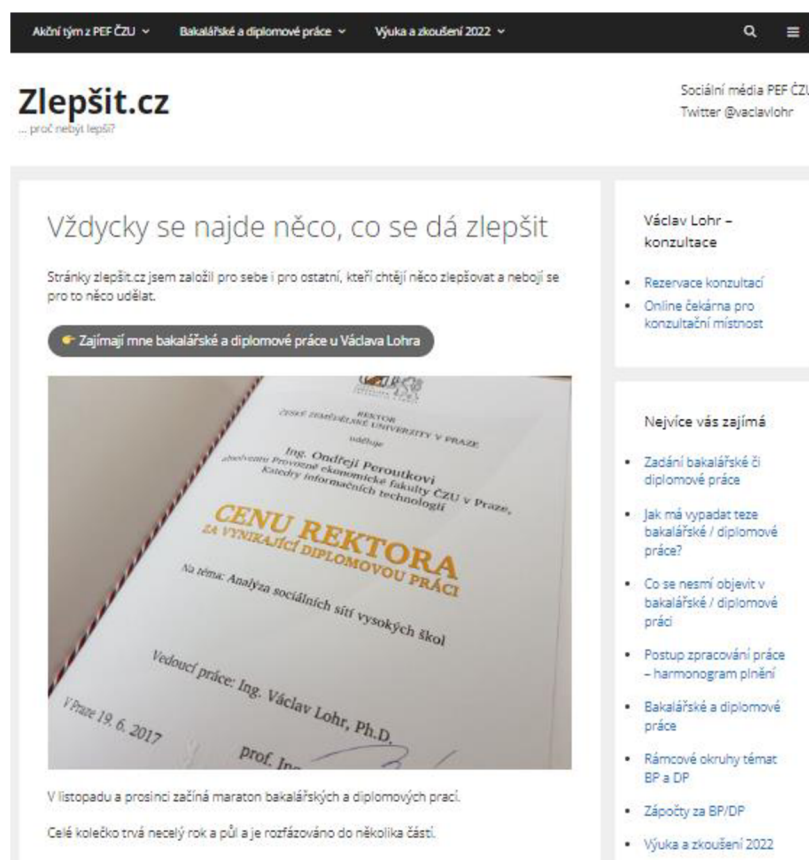 Akční tým z PEF ČZU
Bakalářské a diplomové práce
Výuka a zkoušení 2022
Zlepšit.cz
... proč nebýt lepší?
Sociální média PEF ČZU
Twitter @vaclavlohr
Vždycky se najde něco, co se dá zlepšit
Stránky zlepšit.cz jsem založil pro sebe i pro ostatní, kteří chtějí něco zlepšovat a nebojí se
pro to něco udělat.
👉 Zajímají mne bakalářské a diplomové práce u Václava Lohra
REKTOR
ČESKÉ ZEMĚDĚLSKÉ UNIVERZITY V PRAZE
uděluje
Ing. Ondřeji Peroutkovi
absolventu Provozně ekonomické fakulty ČZU v Praze,
Katedry informačních technologií
CENU REKTORA
ZA VYNIKAJÍCÍ DIPLOMOVOU PRÁCI
Na téma: Analýza sociálních sítí vysokých škol
Vedoucí práce: Ing. Václav Lohr, Ph.D.
V Praze 19. 6. 2017
prof. Ing.
V listopadu a prosinci začíná maraton bakalářských a diplomových prací.
Celé kolečko trvá necelý rok a půl a je rozfázováno do několika částí.
Václav Lohr –
konzultace
Rezervace konzultací
Online čekárna pro
konzultační místnost
Nejvíce vás zajímá
Zadání bakalářské či
diplomové práce
Jak má vypadat teze
bakalářské / diplomové
práce?
Co se nesmí objevit v
bakalářské / diplomové
práci
Postup zpracování práce
– harmonogram plnění
Bakalářské a diplomové
práce
Rámcové okruhy témat
BP a DP
Zápočty za BP/DP
Výuka a zkoušení 2022